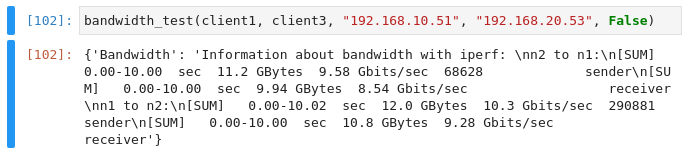 [102]: bandwidth_test(client1, client3, "192.168.10.51", "192.168.20.53", False)
[102]: {'Bandwidth': 'Information about bandwidth with iperf: \nn2 to n1:\n[SUM]
0.00-10.00  sec  11.2 GBytes  9.58 Gbits/sec  68628             sender\n[SU
M]   0.00-10.00  sec  9.94 GBytes  8.54 Gbits/sec                  receiver
\nn1 to n2:\n[SUM]   0.00-10.02  sec  12.0 GBytes  10.3 Gbits/sec  290881
sender\n[SUM]   0.00-10.00  sec  10.8 GBytes  9.28 Gbits/sec
receiver'}